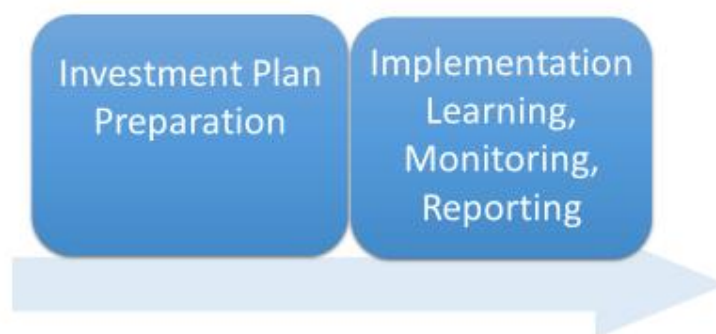 Investment Plan
Preparation
Implementation
Learning,
Monitoring,
Reporting